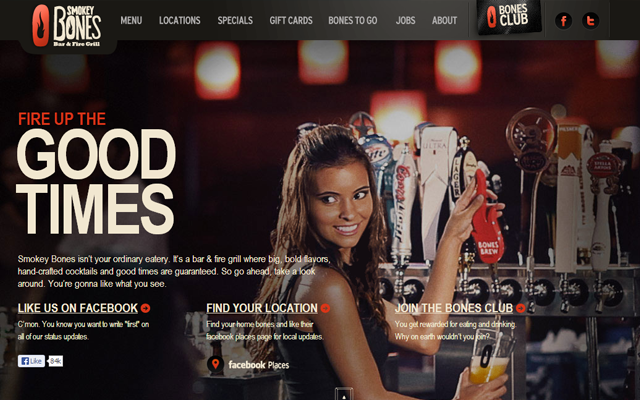 SMOKEY
BONES
Bar & Fire Grill
MENU
LOCATIONS
SPECIALS
GIFT CARDS
BONES TO GO
JOBS
ABOUT
BONES
CLUB
FIRE UP THE
GOOD
TIMES
Smokey Bones isn't your ordinary eatery. It's a bar & fire grill where big, bold flavors,
hand-crafted cocktails and good times are guaranteed. So go ahead, take a look
around. You're gonna like what you see.
LIKE US ON FACEBOOK
C'mon. You know you want to write "first" on
all of our status updates.
Like
84k
FIND YOUR LOCATION
Find your home bones and like their
facebook places page for local updates.
facebook Places
JOIN THE BONES CLUB
You get rewarded for eating and drinking.
Why on earth wouldn't you join?
ULTRA
Lite
Coors
LIGHT
BONES
BREW
STELLA
ARTOIS